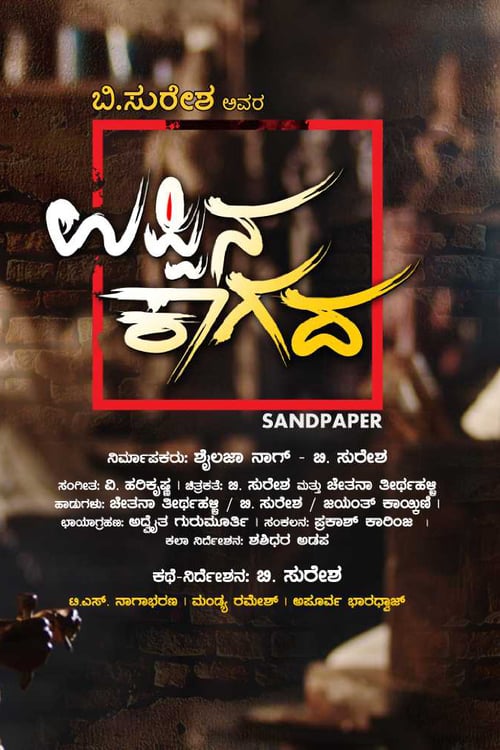 ಬಿ.ಸುರೇಶ ಅವರ
ಉಪ್ಪಿನ
ಕಾಗದ
SANDPAPER
ನಿರ್ಮಾಪಕರು: ಶೈಲಜಾ ನಾಗ್ - ಬಿ. ಸುರೇಶ
ಸಂಗೀತ: ವಿ. ಹರಿಕೃಷ್ಣ | ಚಿತ್ರಕತೆ: ಬಿ. ಸುರೇಶ ಮತ್ತು ಚೇತನಾ ತೀರ್ಥಹಳ್ಳಿ
ಹಾಡುಗಳು: ಚೇತನಾ ತೀರ್ಥಹಳ್ಳಿ / ಬಿ. ಸುರೇಶ / ಜಯಂತ್ ಕಾಯ್ಕಿಣಿ |
ಛಾಯಾಗ್ರಹಣ: ಅದ್ವೈತ ಗುರುಮೂರ್ತಿ | ಸಂಕಲನ: ಪ್ರಕಾಶ್ ಕಾರಿಂಜ |
ಕಲಾ ನಿರ್ದೇಶನ: ಶಶಿಧರ ಅಡಪ
ಕಥೆ-ನಿರ್ದೇಶನ: ಬಿ. ಸುರೇಶ
ಟಿ.ಎಸ್. ನಾಗಾಭರಣ | ಮಂಡ್ಯ ರಮೇಶ್ | ಅಪೂರ್ವ ಭಾರಧ್ವಾಜ್